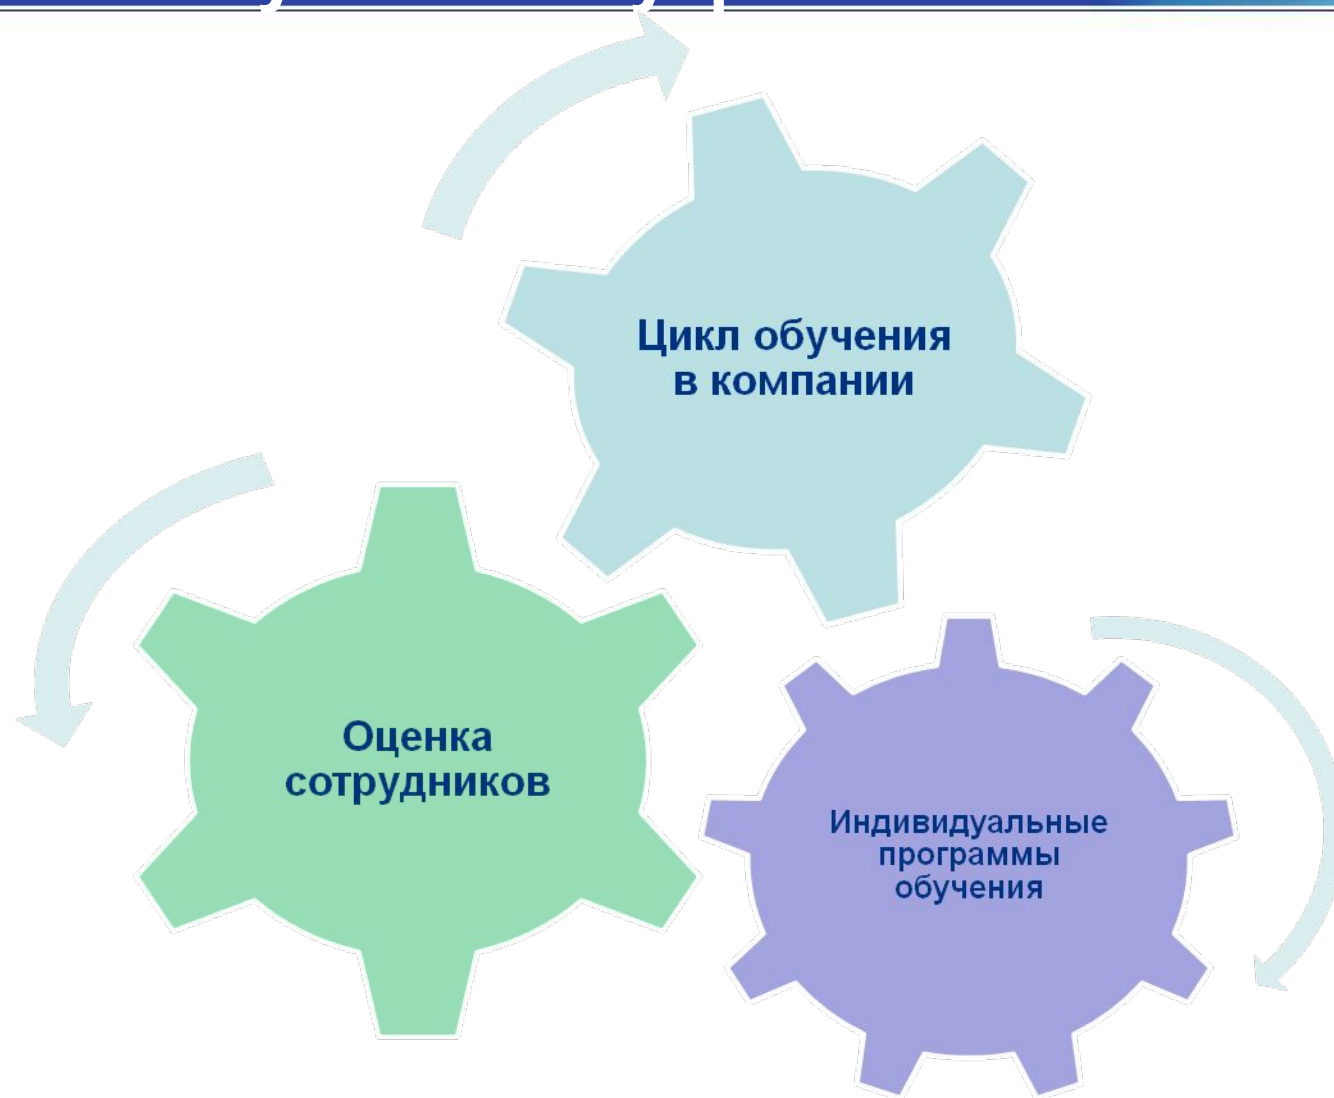 Цикл обучения
в компании
Оценка
сотрудников
Индивидуальные
программы
обучения